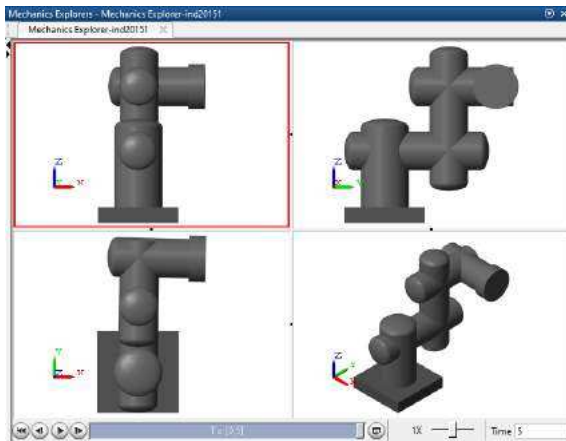 Mechanics Explorers - Mechanics Explorer-ind20151
Mechanics Explorer-ind20151
Z
X
Z
Y
Y
X
Z
Y
X
1X
Time 5